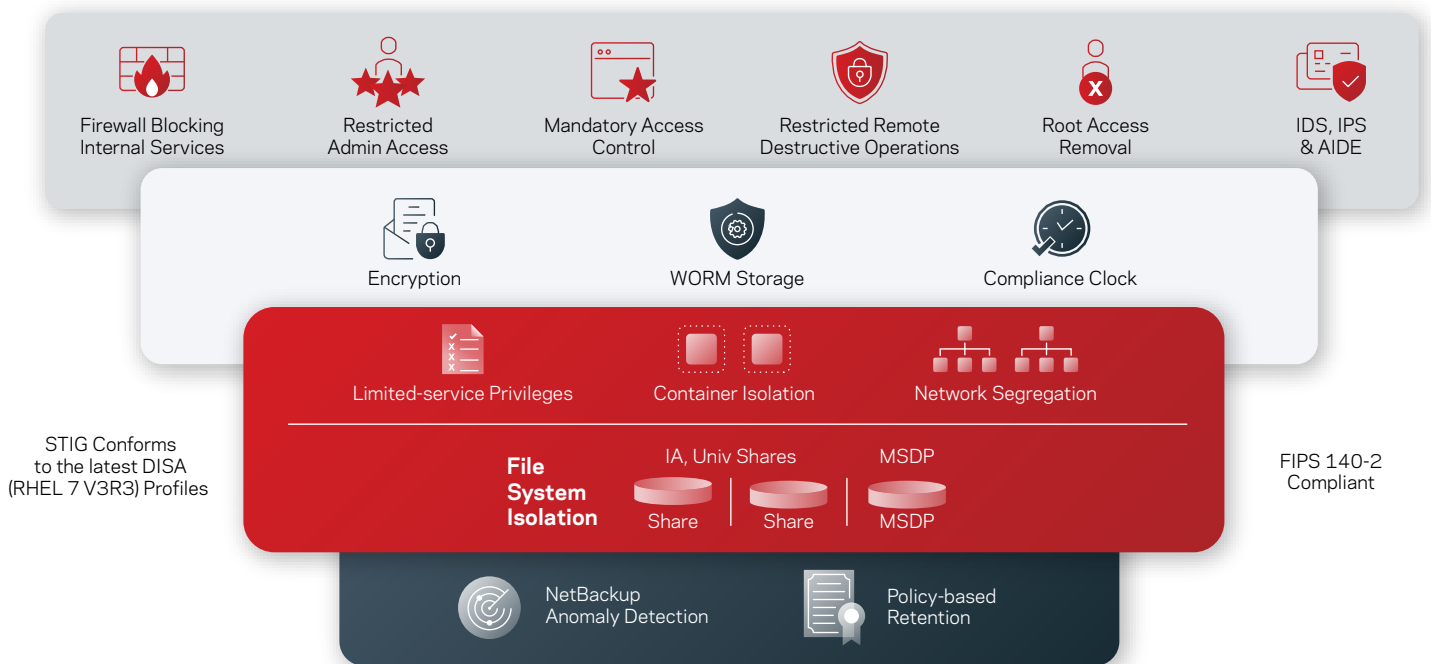 Firewall Blocking
Internal Services
Restricted
Admin Access
Mandatory Access
Control
Restricted Remote
Destructive Operations
X
Root Access
Removal
IDS, IPS
& AIDE
Encryption
WORM Storage
Compliance Clock
Limited-service Privileges
Container Isolation
Network Segregation
STIG Conforms
to the latest DISA
(RHEL 7 V3R3) Profiles
File
System
Isolation
IA, Univ Shares
MSDP
Share
Share
MSDP
FIPS 140-2
Compliant
NetBackup
Anomaly Detection
Policy-based
Retention